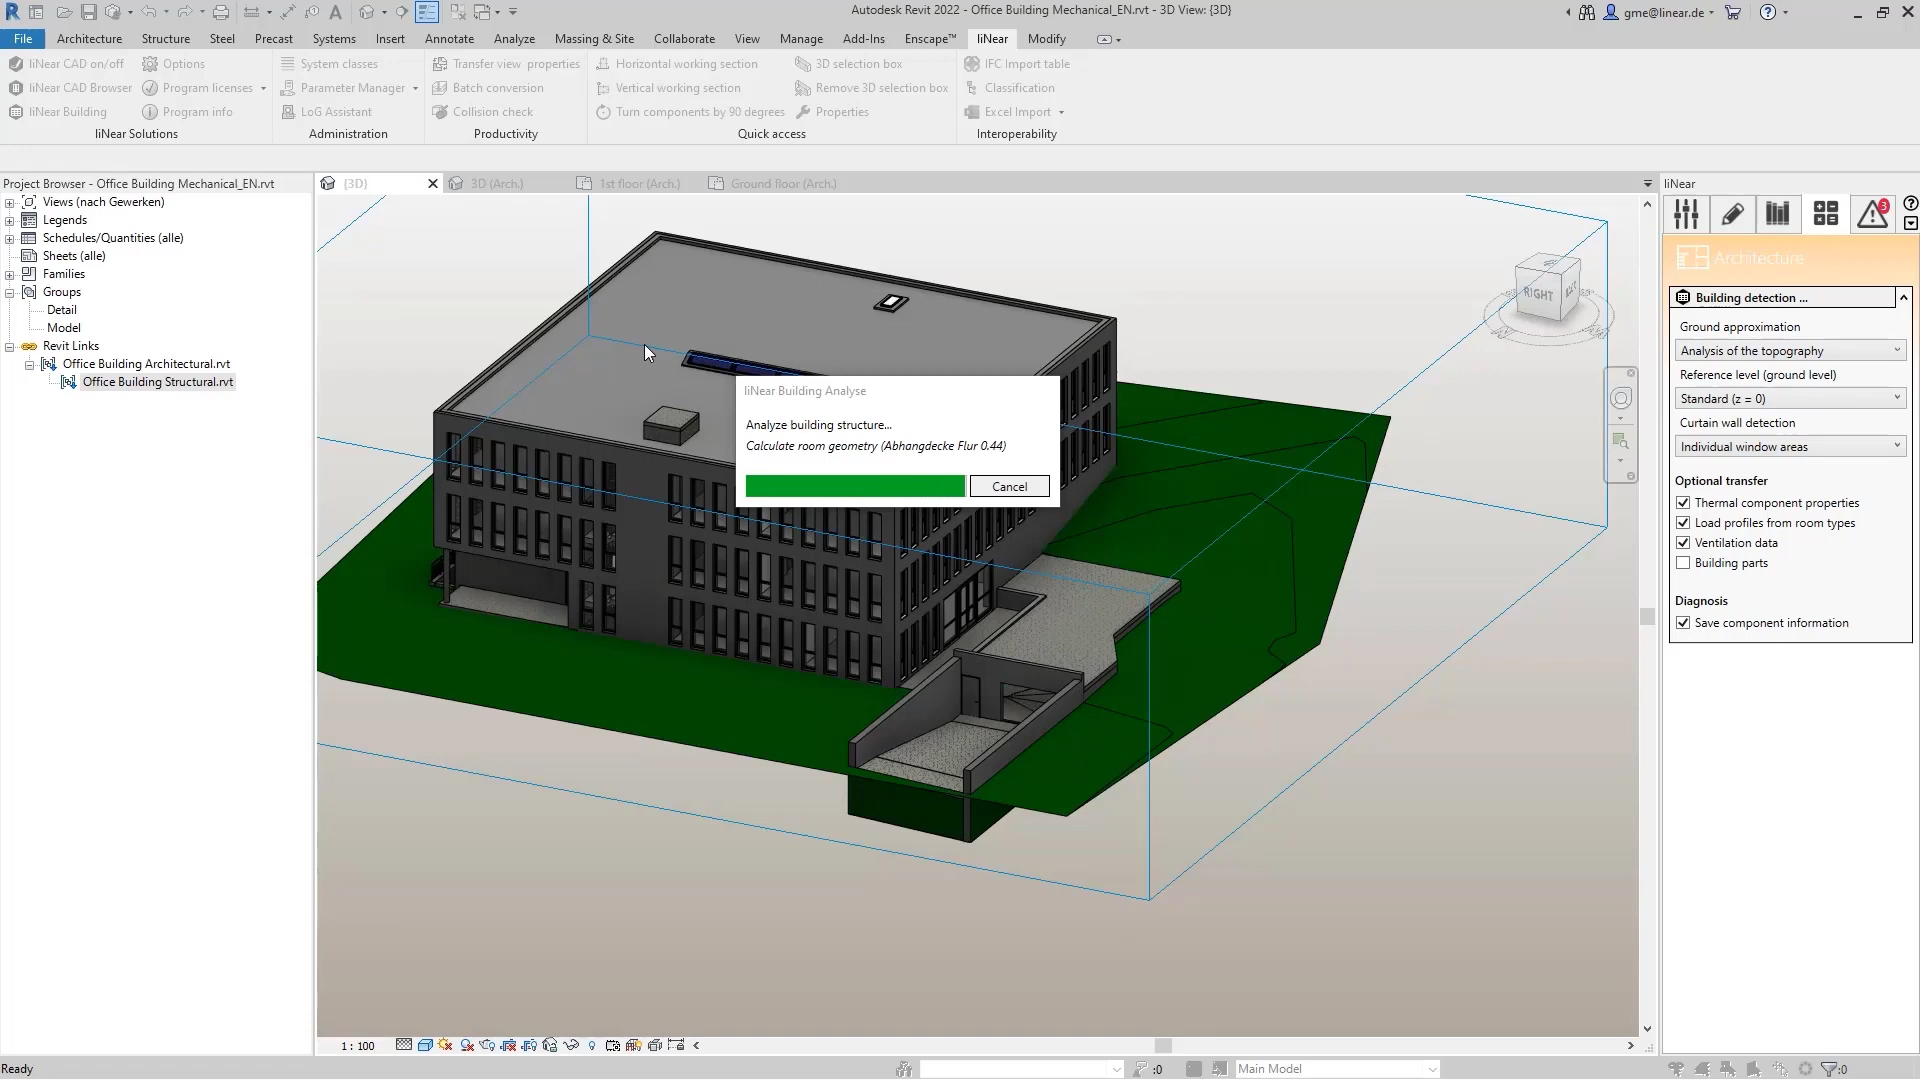 Autodesk Revit 2022 - Office Building Mechanical_EN.rvt - 3D View: {3D}
gme@linear.de
File Architecture Structure Steel Precast Systems Insert Annotate Analyze Massing & Site Collaborate View Manage Add-Ins Enscape™ liNear Modify
liNear CAD on/off Options System classes Transfer view properties Horizontal working section 3D selection box IFC Import table
liNear CAD Browser Program licenses Parameter Manager Batch conversion Vertical working section Remove 3D selection box Classification
liNear Building Program info LoG Assistant Collision check Turn components by 90 degrees Properties Excel Import
liNear Solutions Administration Productivity Quick access Interoperability
Project Browser - Office Building Mechanical_EN.rvt
{3D} 3D (Arch.) 1st floor (Arch.) Ground floor (Arch.)
liNear
Views (nach Gewerken)
Legends
Schedules/Quantities (alle)
Sheets (alle)
Families
Groups
Detail
Model
Revit Links
Office Building Architectural.rvt
Office Building Structural.rvt
RIGHT
liNear Building Analyse
Analyze building structure...
Calculate room geometry (Abhangdecke Flur 0.44)
Cancel
3
Architecture
Building detection ...
Ground approximation
Analysis of the topography
Reference level (ground level)
Standard (z = 0)
Curtain wall detection
Individual window areas
Optional transfer
Thermal component properties
Load profiles from room types
Ventilation data
Building parts
Diagnosis
Save component information
1 : 100
Ready
:0
Main Model
:0